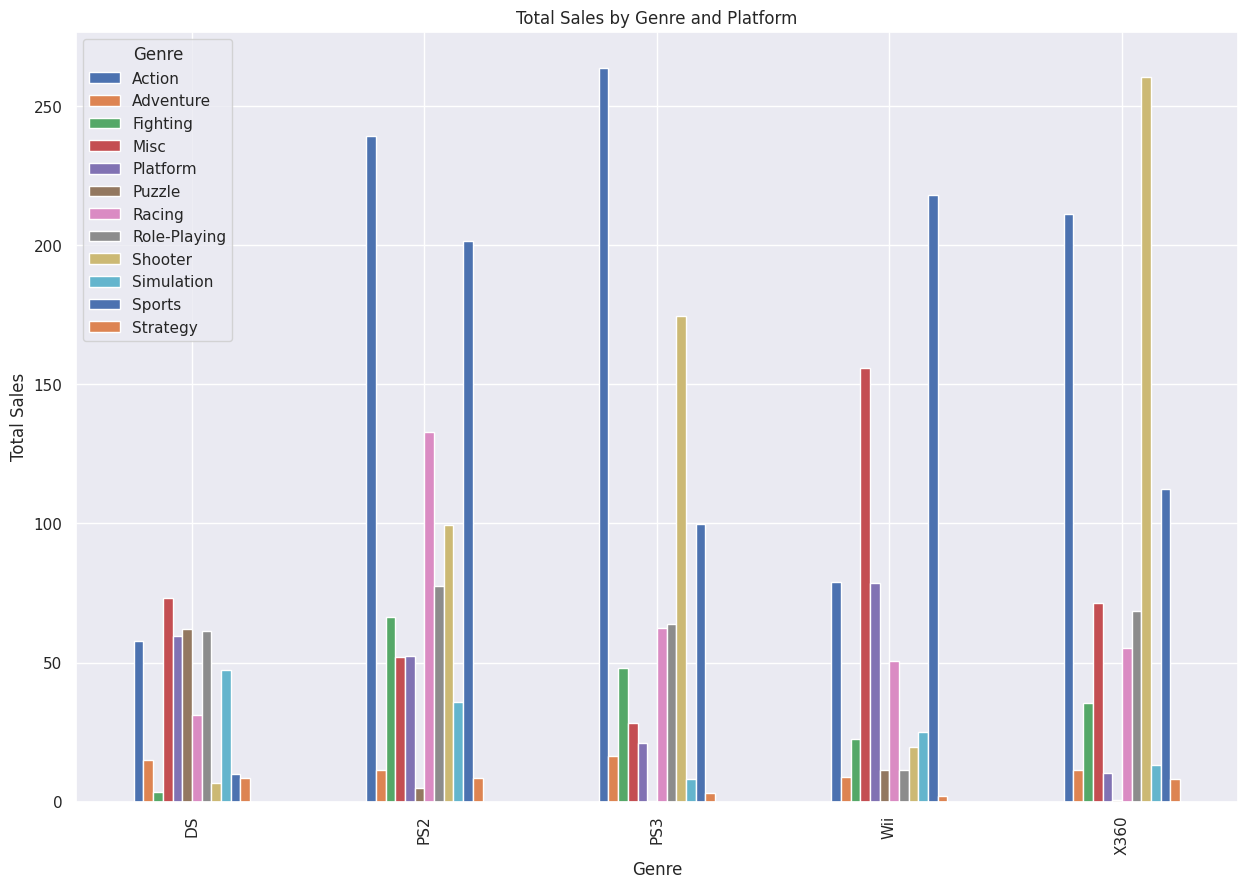 Total Sales by Genre and Platform
Genre
Action
Adventure
Fighting
Misc
Platform
Puzzle
Racing
Role-Playing
Shooter
Simulation
Sports
Strategy
Total Sales
250
200
150
100
50
0
DS
PS2
PS3
Wii
X360
Genre